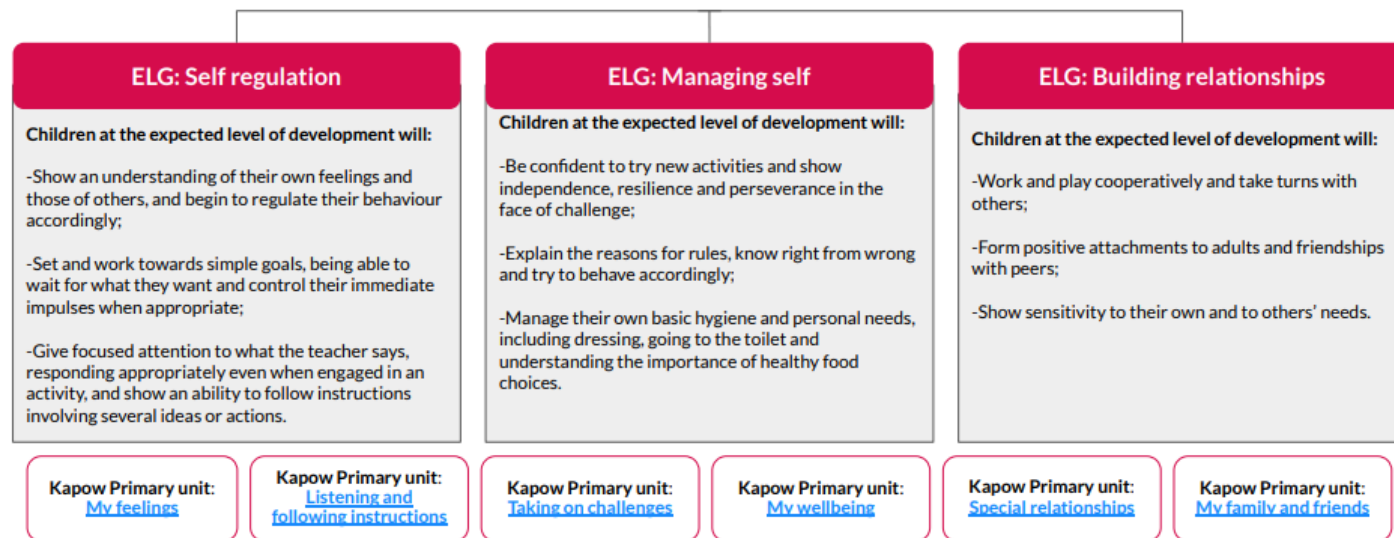 ELG: Self regulation
Children at the expected level of development will:
-Show an understanding of their own feelings and
those of others, and begin to regulate their behaviour
accordingly;
-Set and work towards simple goals, being able to
wait for what they want and control their immediate
impulses when appropriate;
-Give focused attention to what the teacher says,
responding appropriately even when engaged in an
activity, and show an ability to follow instructions
involving several ideas or actions.
ELG: Managing self
Children at the expected level of development will:
-Be confident to try new activities and show
independence, resilience and perseverance in the
face of challenge;
-Explain the reasons for rules, know right from wrong
and try to behave accordingly;
-Manage their own basic hygiene and personal needs,
including dressing, going to the toilet and
understanding the importance of healthy food
choices.
ELG: Building relationships
Children at the expected level of development will:
-Work and play cooperatively and take turns with
others;
-Form positive attachments to adults and friendships
with peers;
-Show sensitivity to their own and to others’ needs.
Kapow Primary unit:
My feelings
Kapow Primary unit:
Listening and
following instructions
Kapow Primary unit:
Taking on challenges
Kapow Primary unit:
My wellbeing
Kapow Primary unit:
Special relationships
Kapow Primary unit:
My family and friends